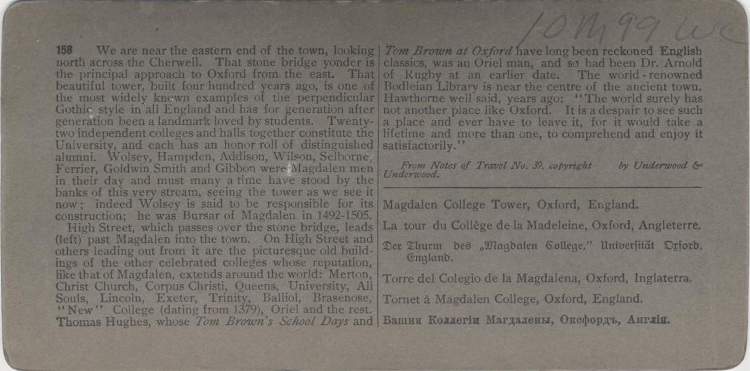 10 M 99
158 We are near the eastern end of the town, looking
north across the Cherwell. That stone bridge yonder is
the principal approach to Oxford from the east. That
beautiful tower, built four hundred years ago, is one of
the most widely known examples of the perpendicular
Gothic style in all England and has for generation after
generation been a landmark loved by students. Twenty-
two independent colleges and halls together constitute the
University, and each has an honor roll of distinguished
alumni. Wolsey, Hampden, Addison, Wilson, Selborne,
Ferrier, Goldwin Smith and Gibbon were Magdalen men
in their day and must many a time have stood by the
banks of this very stream, seeing the tower as we see it
now; indeed Wolsey is said to be responsible for its
construction; he was Bursar of Magdalen in 1492-1505.
High Street, which passes over the stone bridge, leads
(left) past Magdalen into the town. On High Street and
others leading out from it are the picturesque old build-
ings of the other celebrated colleges whose reputation,
like that of Magdalen, extends around the world: Merton,
Christ Church, Corpus Christi, Queens, University, All
Souls, Lincoln, Exeter, Trinity, Balliol, Brasenose,
"New" College (dating from 1379), Oriel and the rest.
Thomas Hughes, whose Tom Brown's School Days and
Tom Brown at Oxford have long been reckoned English
classics, was an Oriel man, and so had been Dr. Arnold
of Rugby at an earlier date. The world-renowned
Bodleian Library is near the centre of the ancient town.
Hawthorne well said, years ago: "The world surely has
not another place like Oxford. It is a despair to see such
a place and ever have to leave it, for it would take a
lifetime and more than one, to comprehend and enjoy it
satisfactorily."
From Notes of Travel No. 39, copyright by Underwood &
Underwood.
Magdalen College Tower, Oxford, England.
La tour du Collège de la Madeleine, Oxford, Angleterre.
Der Thurm des „Magdalen College," Universität Oxford,
England.
Torre del Colegio de la Magdalena, Oxford, Inglaterra.
Tornet å Magdalen College, Oxford, England.
Башня Коллегіи Магдалены, Оксфордъ, Англія.